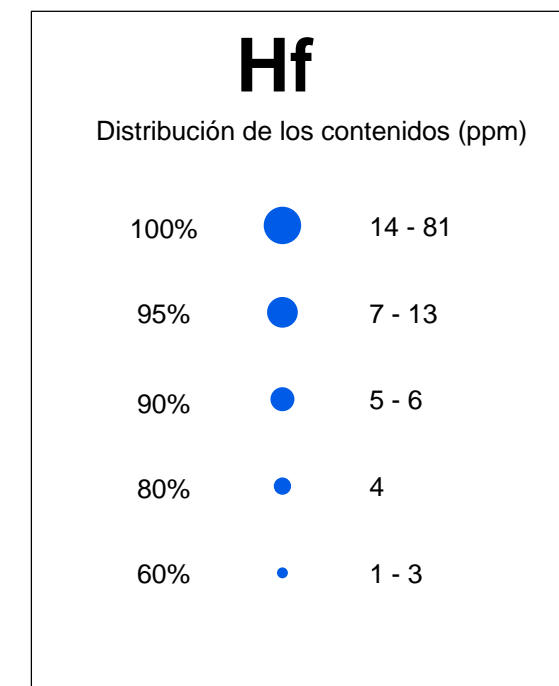 Hf
Distribución de los contenidos (ppm)
100% 14 - 81
95% 7 - 13
90% 5 - 6
80% 4
60% 1 - 3